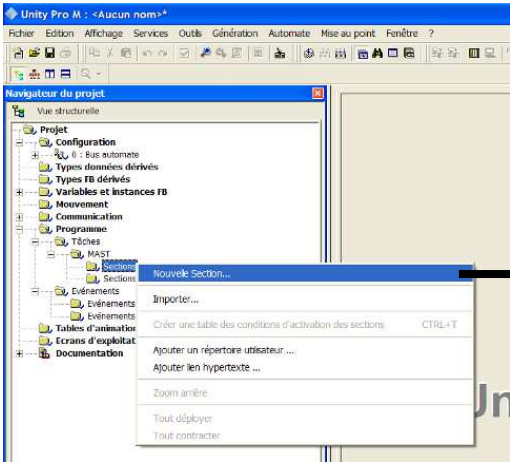 Unity Pro M : <Aucun nom>*
Fichier Edition Affichage Services Outils Génération Automate Mise au point Fenêtre ?
Navigateur du projet
Vue structurelle
Projet
Configuration
0 : Bus automate
Types données dérivés
Types FB dérivés
Variables et instances FB
Mouvement
Communication
Programme
Tâches
MAST
Sections
Sections
Evénements
Evénements
Evénements
Tables d'animation
Ecrans d'exploitat
Documentation
Nouvelle Section...
Importer...
Créer une table des conditions d'activation des sections CTRL+T
Ajouter un répertoire utilisateur ...
Ajouter lien hypertexte ...
Zoom arrière
Tout déployer
Tout contracter
Un